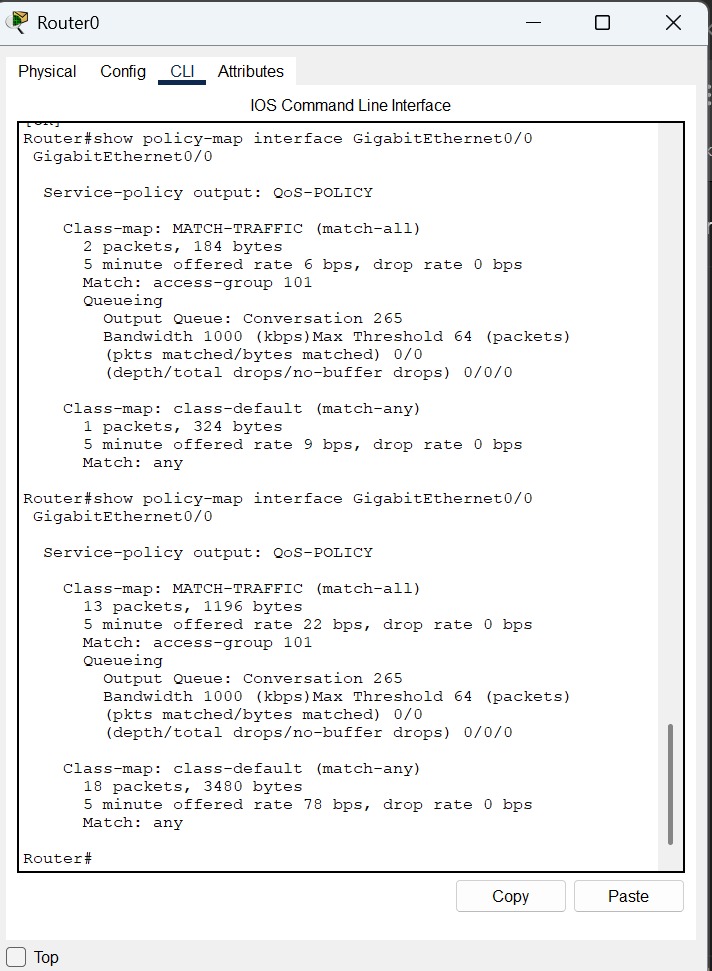 Router0
Physical Config CLI Attributes
IOS Command Line Interface
Router#show policy-map interface GigabitEthernet0/0
GigabitEthernet0/0
Service-policy output: QoS-POLICY
Class-map: MATCH-TRAFFIC (match-all)
2 packets, 184 bytes
5 minute offered rate 6 bps, drop rate 0 bps
Match: access-group 101
Queueing
Output Queue: Conversation 265
Bandwidth 1000 (kbps)Max Threshold 64 (packets)
(pkts matched/bytes matched) 0/0
(depth/total drops/no-buffer drops) 0/0/0
Class-map: class-default (match-any)
1 packets, 324 bytes
5 minute offered rate 9 bps, drop rate 0 bps
Match: any
Router#show policy-map interface GigabitEthernet0/0
GigabitEthernet0/0
Service-policy output: QoS-POLICY
Class-map: MATCH-TRAFFIC (match-all)
13 packets, 1196 bytes
5 minute offered rate 22 bps, drop rate 0 bps
Match: access-group 101
Queueing
Output Queue: Conversation 265
Bandwidth 1000 (kbps)Max Threshold 64 (packets)
(pkts matched/bytes matched) 0/0
(depth/total drops/no-buffer drops) 0/0/0
Class-map: class-default (match-any)
18 packets, 3480 bytes
5 minute offered rate 78 bps, drop rate 0 bps
Match: any
Router#
Copy Paste
Top